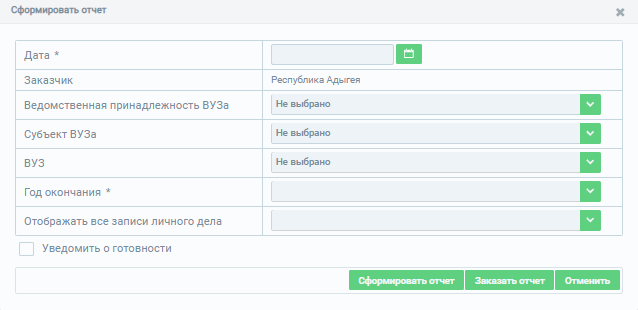 Сформировать отчет
Дата *
Заказчик Республика Адыгея
Ведомственная принадлежность ВУЗа Не выбрано
Субъект ВУЗа Не выбрано
ВУЗ Не выбрано
Год окончания *
Отображать все записи личного дела
Уведомить о готовности
Сформировать отчет Заказать отчет Отменить